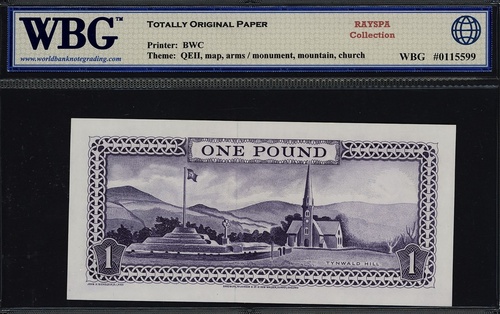 WBG™
www.worldbanknotegrading.com
TOTALLY ORIGINAL PAPER
Printer: BWC
Theme: QEII, map, arms / monument, mountain, church
RAYSPA
Collection
WBG #0115599
ONE POUND
TYNWALD HILL
1
1